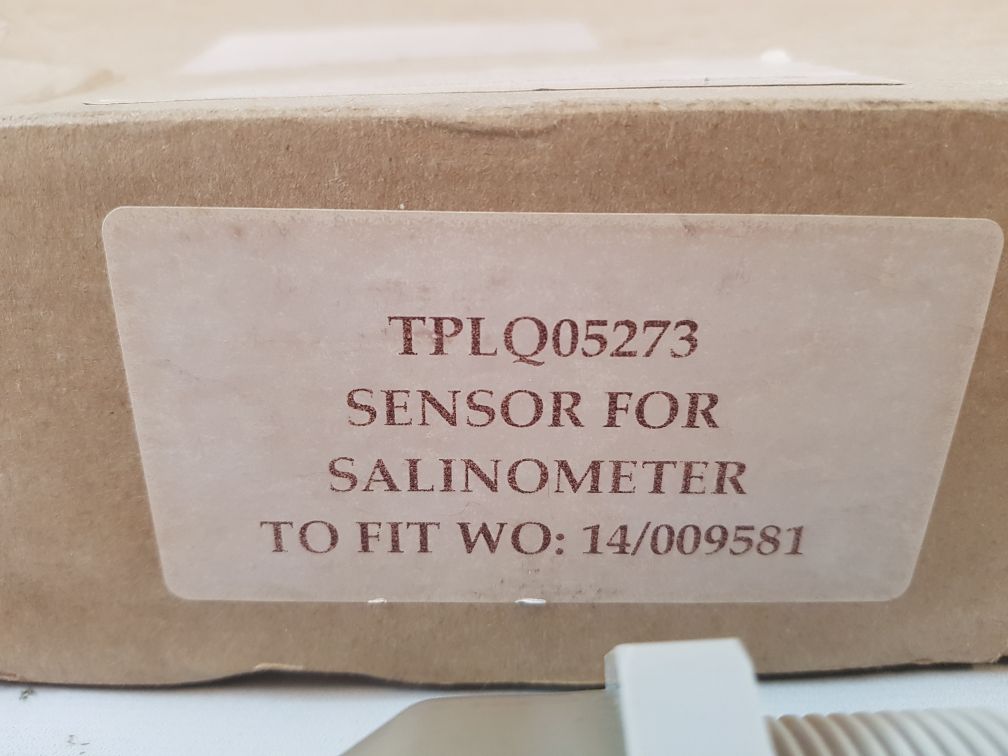 TPLQ05273
SENSOR FOR
SALINOMETER
TO FIT WO: 14/009581